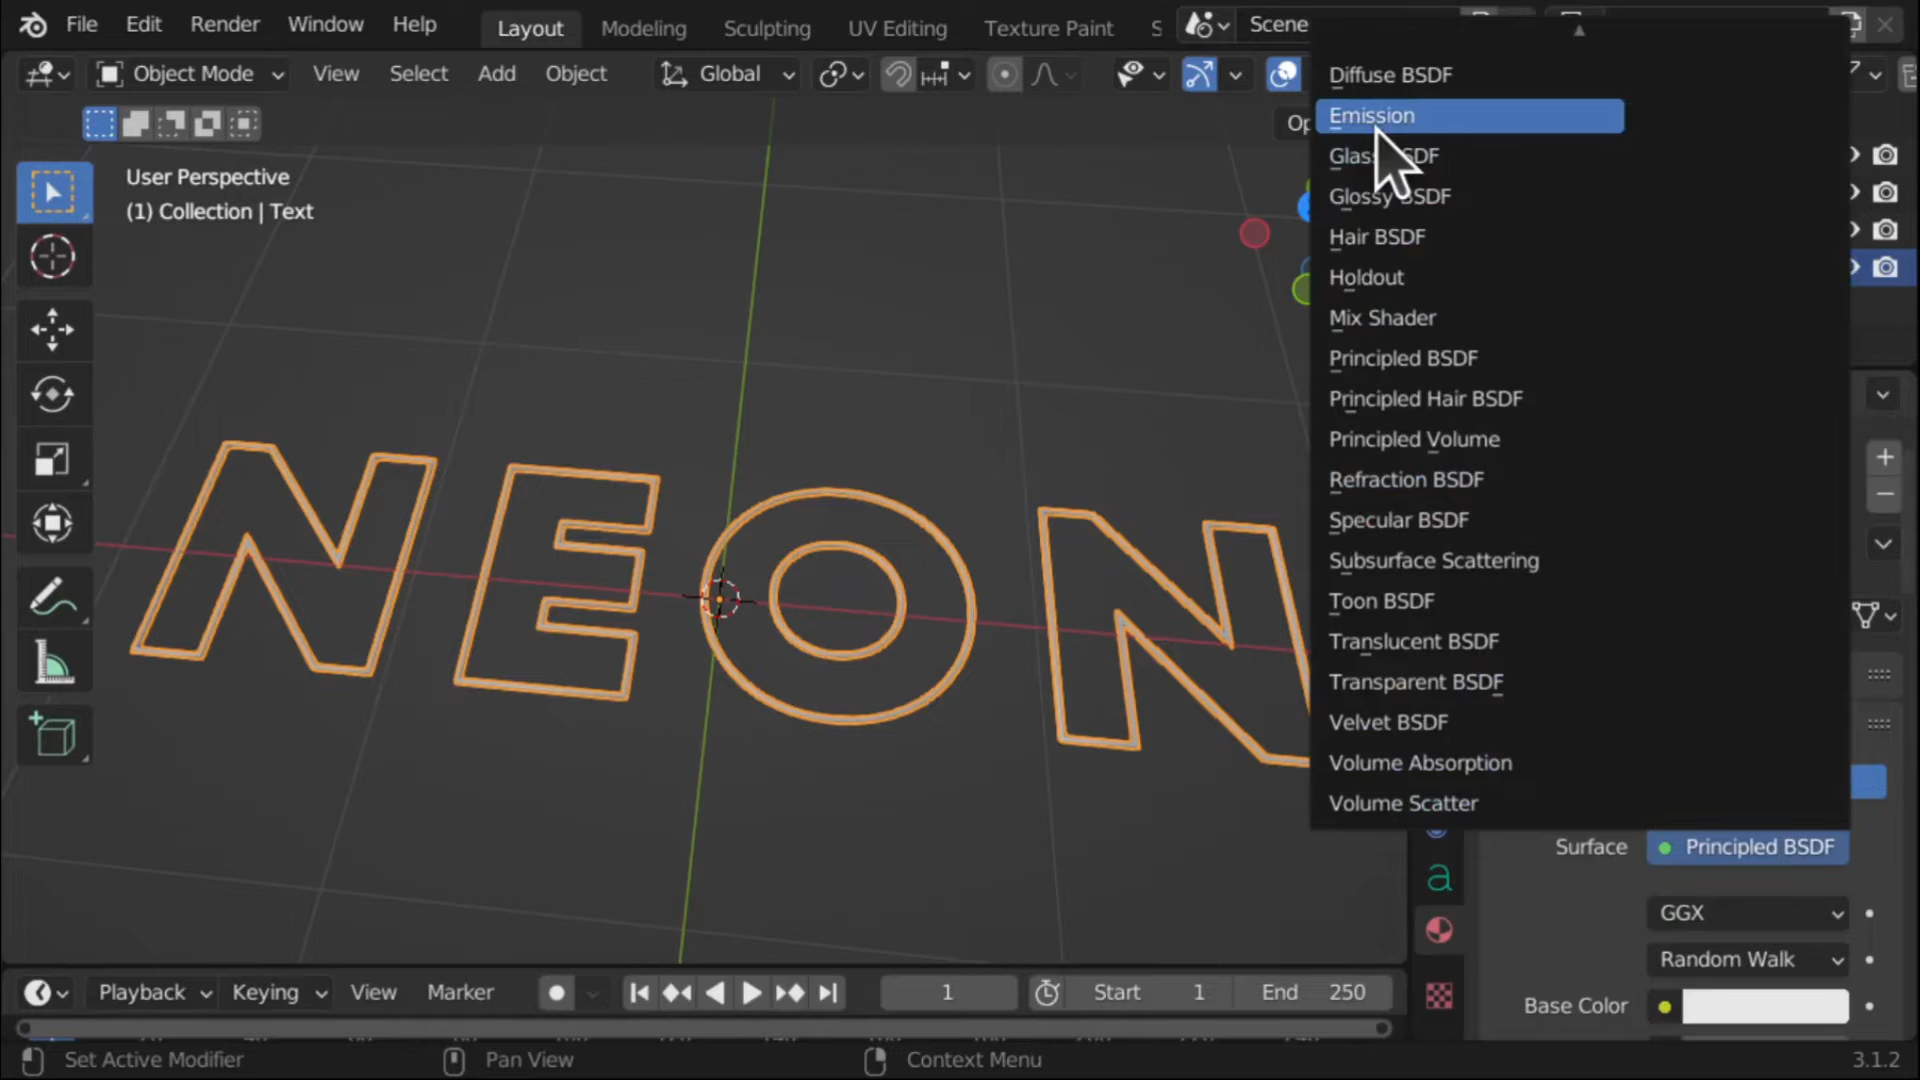 File Edit Render Window Help Layout Modeling Sculpting UV Editing Texture Paint S Scene
Object Mode View Select Add Object Global
Op
User Perspective
(1) Collection | Text
Diffuse BSDF
Emission
Glass BSDF
Glossy BSDF
Hair BSDF
Holdout
Mix Shader
Principled BSDF
Principled Hair BSDF
Principled Volume
Refraction BSDF
Specular BSDF
Subsurface Scattering
Toon BSDF
Translucent BSDF
Transparent BSDF
Velvet BSDF
Volume Absorption
Volume Scatter
NEON
Surface Principled BSDF
GGX
Random Walk
Base Color
Playback Keying View Marker 1 Start 1 End 250
Set Active Modifier Pan View Context Menu 3.1.2